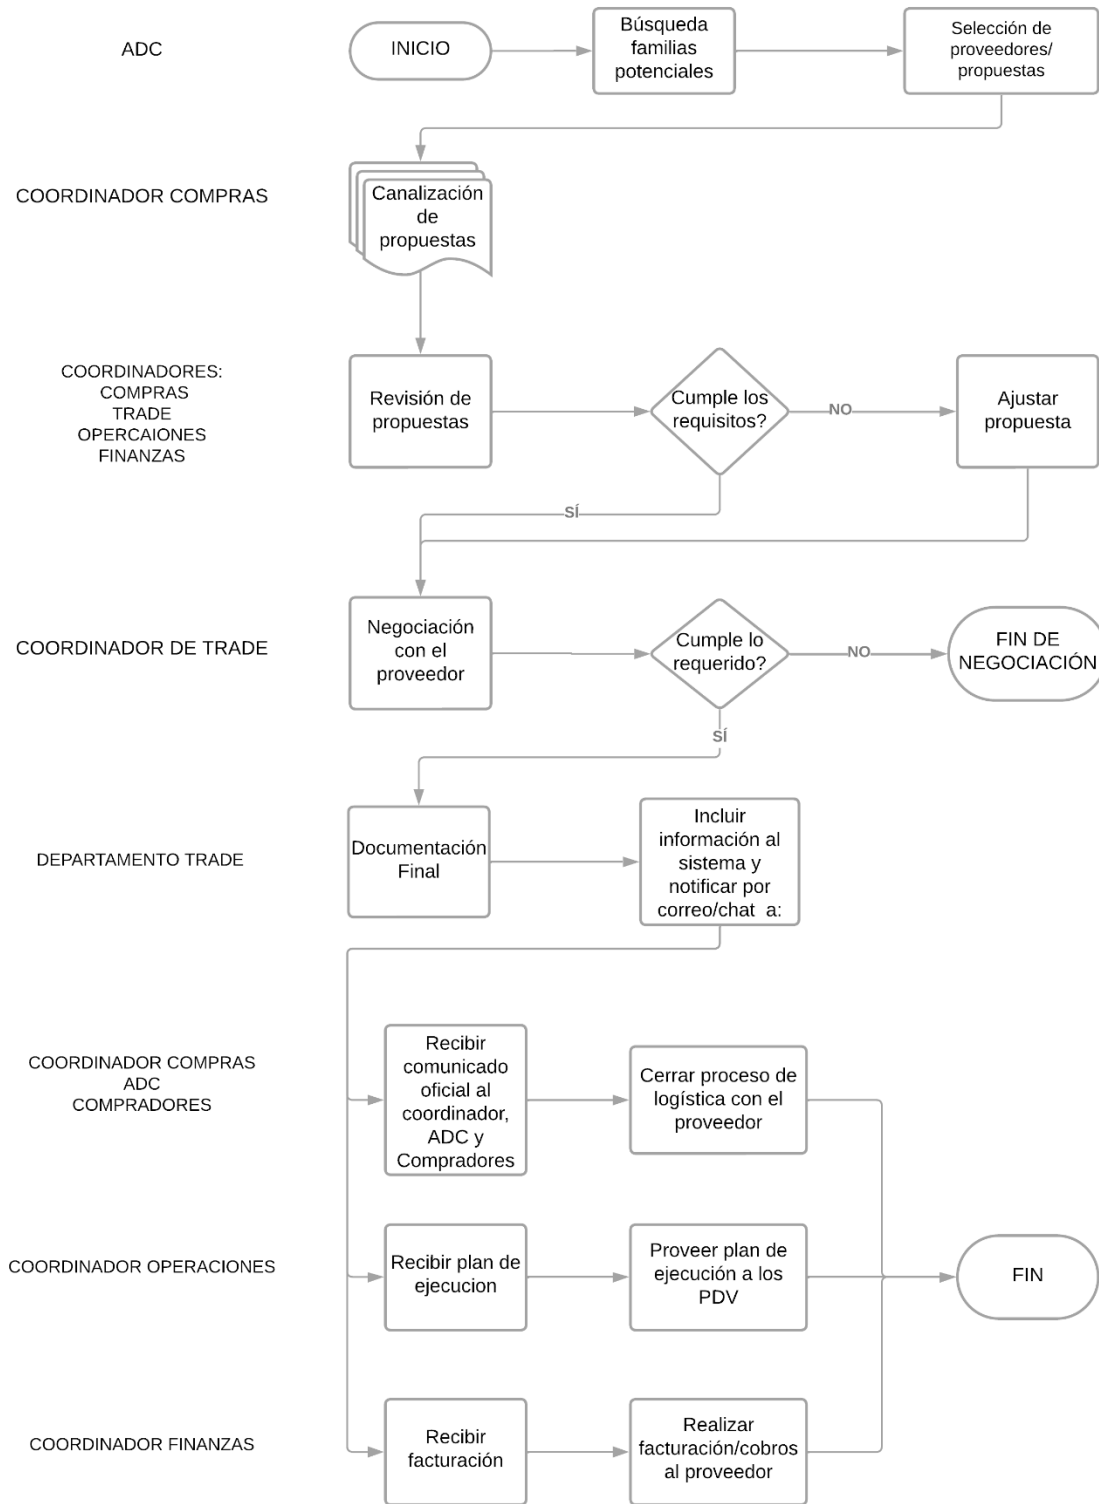 ADC
INICIO
Búsqueda
familias
potenciales
Selección de
proveedores/
propuestas
COORDINADOR COMPRAS
Canalización
de
propuestas
COORDINADORES:
COMPRAS
TRADE
OPERCAIONES
FINANZAS
Revisión de
propuestas
Cumple los
requisitos?
NO
Ajustar
propuesta
SÍ
COORDINADOR DE TRADE
Negociación
con el
proveedor
Cumple lo
requerido?
NO
FIN DE
NEGOCIACIÓN
SÍ
DEPARTAMENTO TRADE
Documentación
Final
Incluir
información al
sistema y
notificar por
correo/chat a:
COORDINADOR COMPRAS
ADC
COMPRADORES
Recibir
comunicado
oficial al
coordinador,
ADC y
Compradores
Cerrar proceso de
logística con el
proveedor
COORDINADOR OPERACIONES
Recibir plan de
ejecucion
Proveer plan de
ejecución a los
PDV
FIN
COORDINADOR FINANZAS
Recibir
facturación
Realizar
facturación/cobros
al proveedor